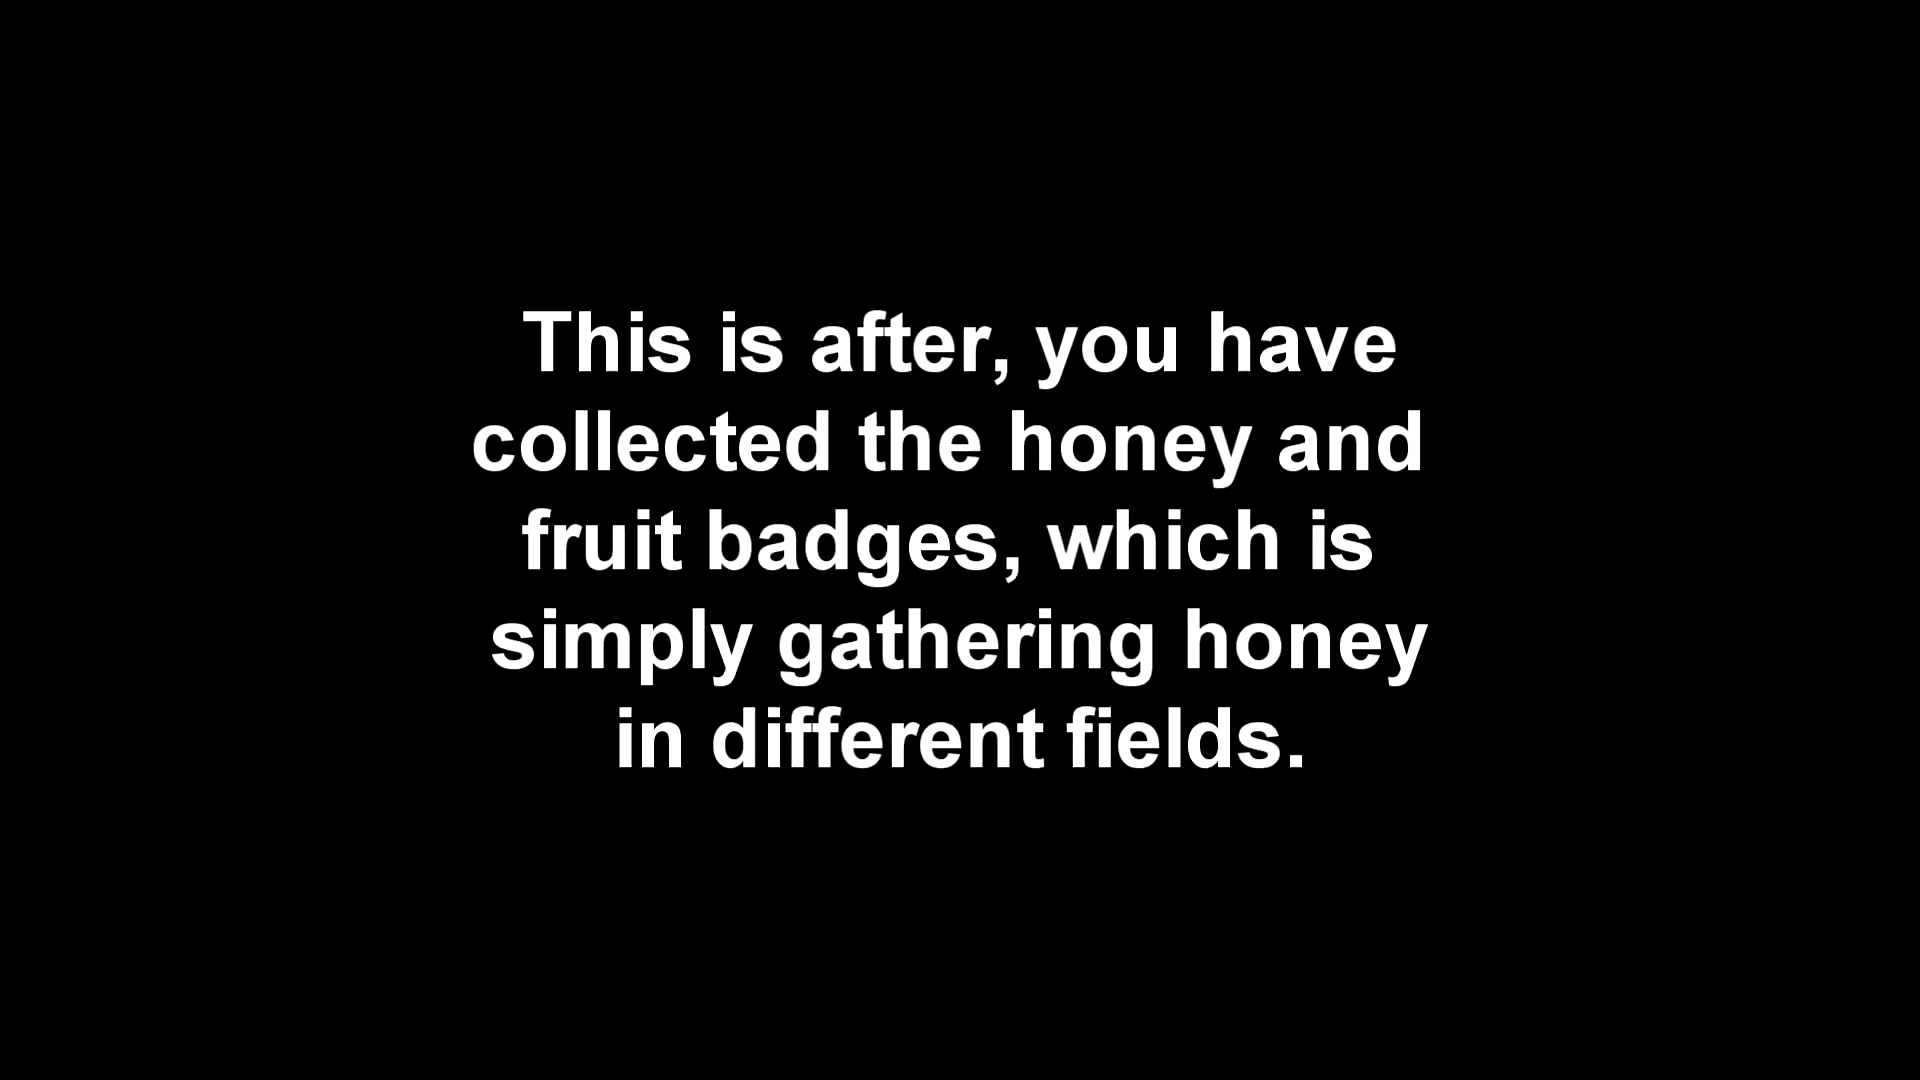 This is after, you have
collected the honey and
fruit badges, which is
simply gathering honey
in different fields.